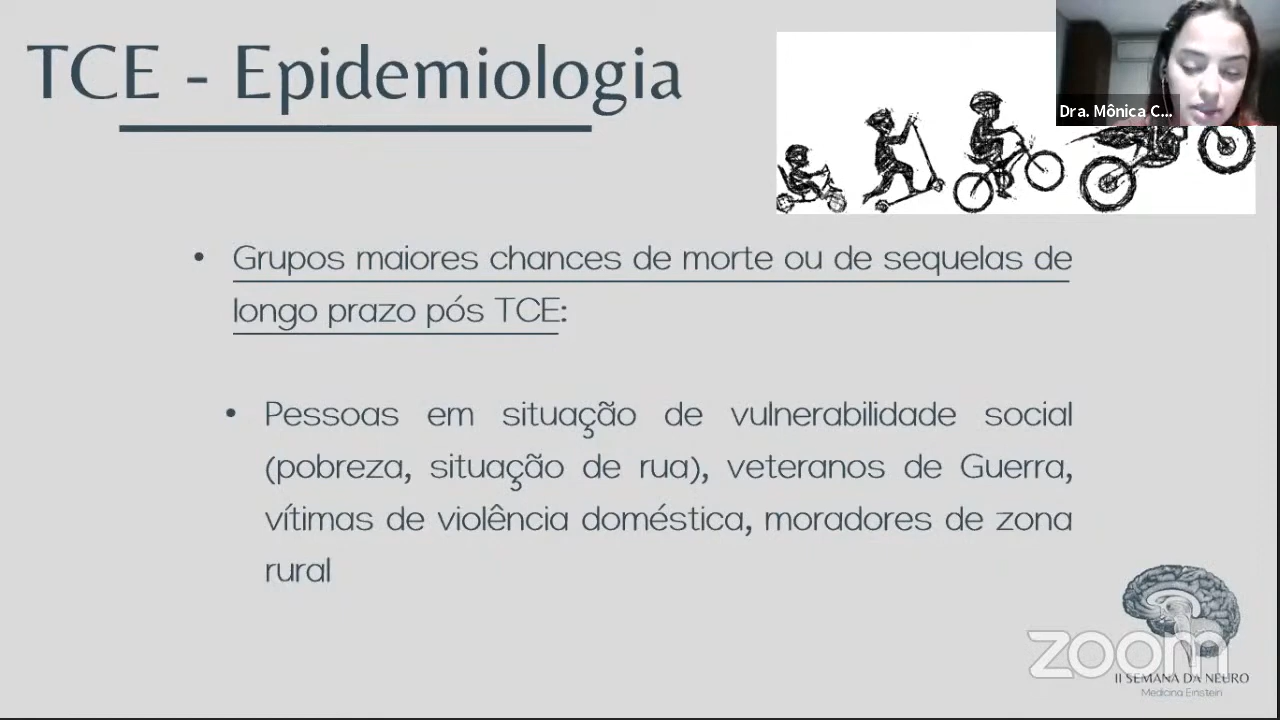 TCE - Epidemiologia
Dra. Mônica C...
• Grupos maiores chances de morte ou de sequelas de
longo prazo pós TCE:
• Pessoas em situação de vulnerabilidade social
(pobreza, situação de rua), veteranos de Guerra,
vítimas de violência doméstica, moradores de zona
rural
zoom
II SEMANA DA NEURO
Medicina Einstein